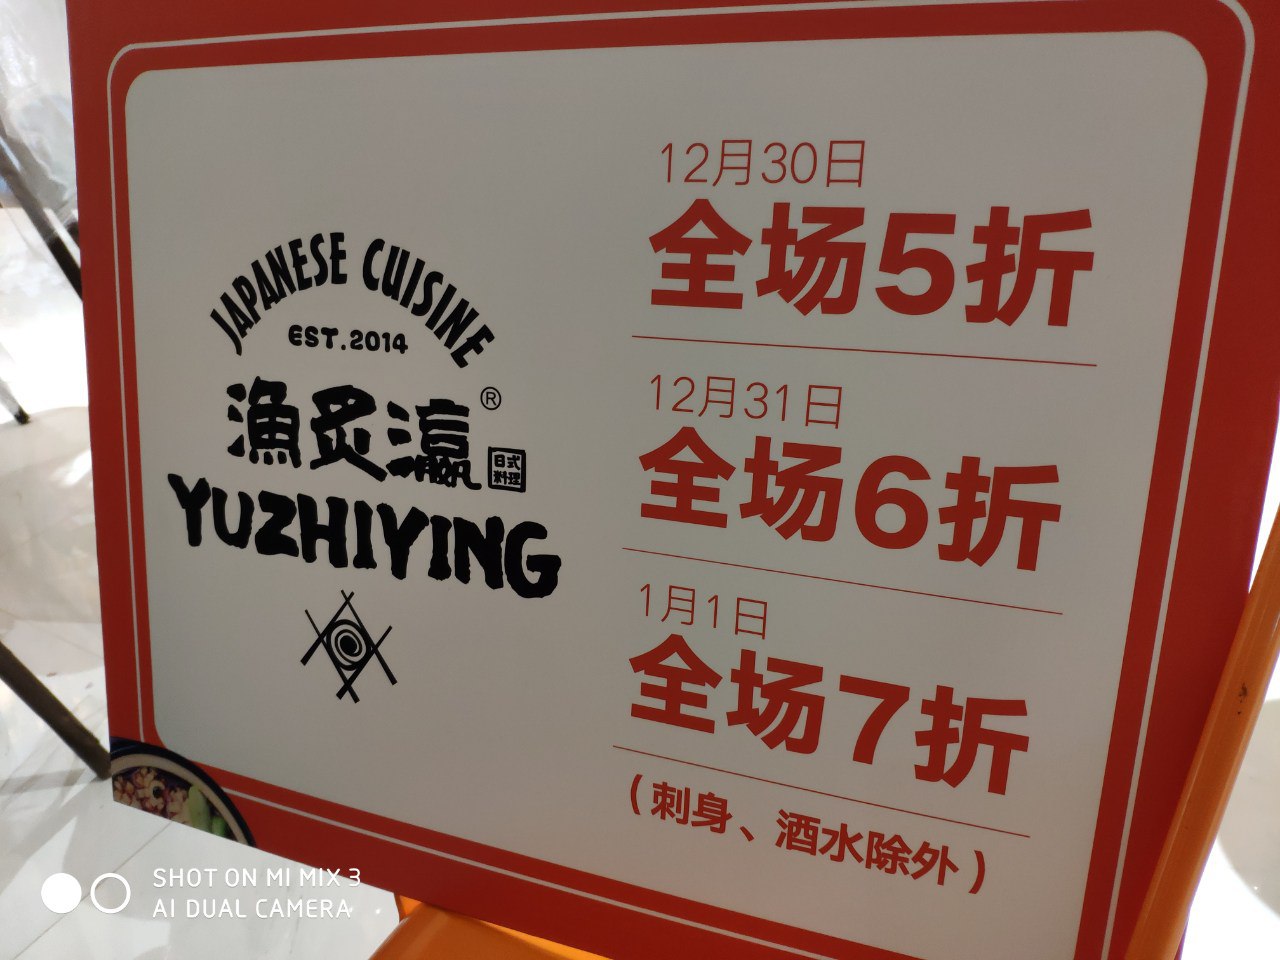 JAPANESE CUISINE
EST.2014
漁炙瀛®
日式
料理
YUZHIYING
12月30日
全场5折
12月31日
全场6折
1月1日
全场7折
(刺身、酒水除外)
SHOT ON MI MIX 3
AI DUAL CAMERA